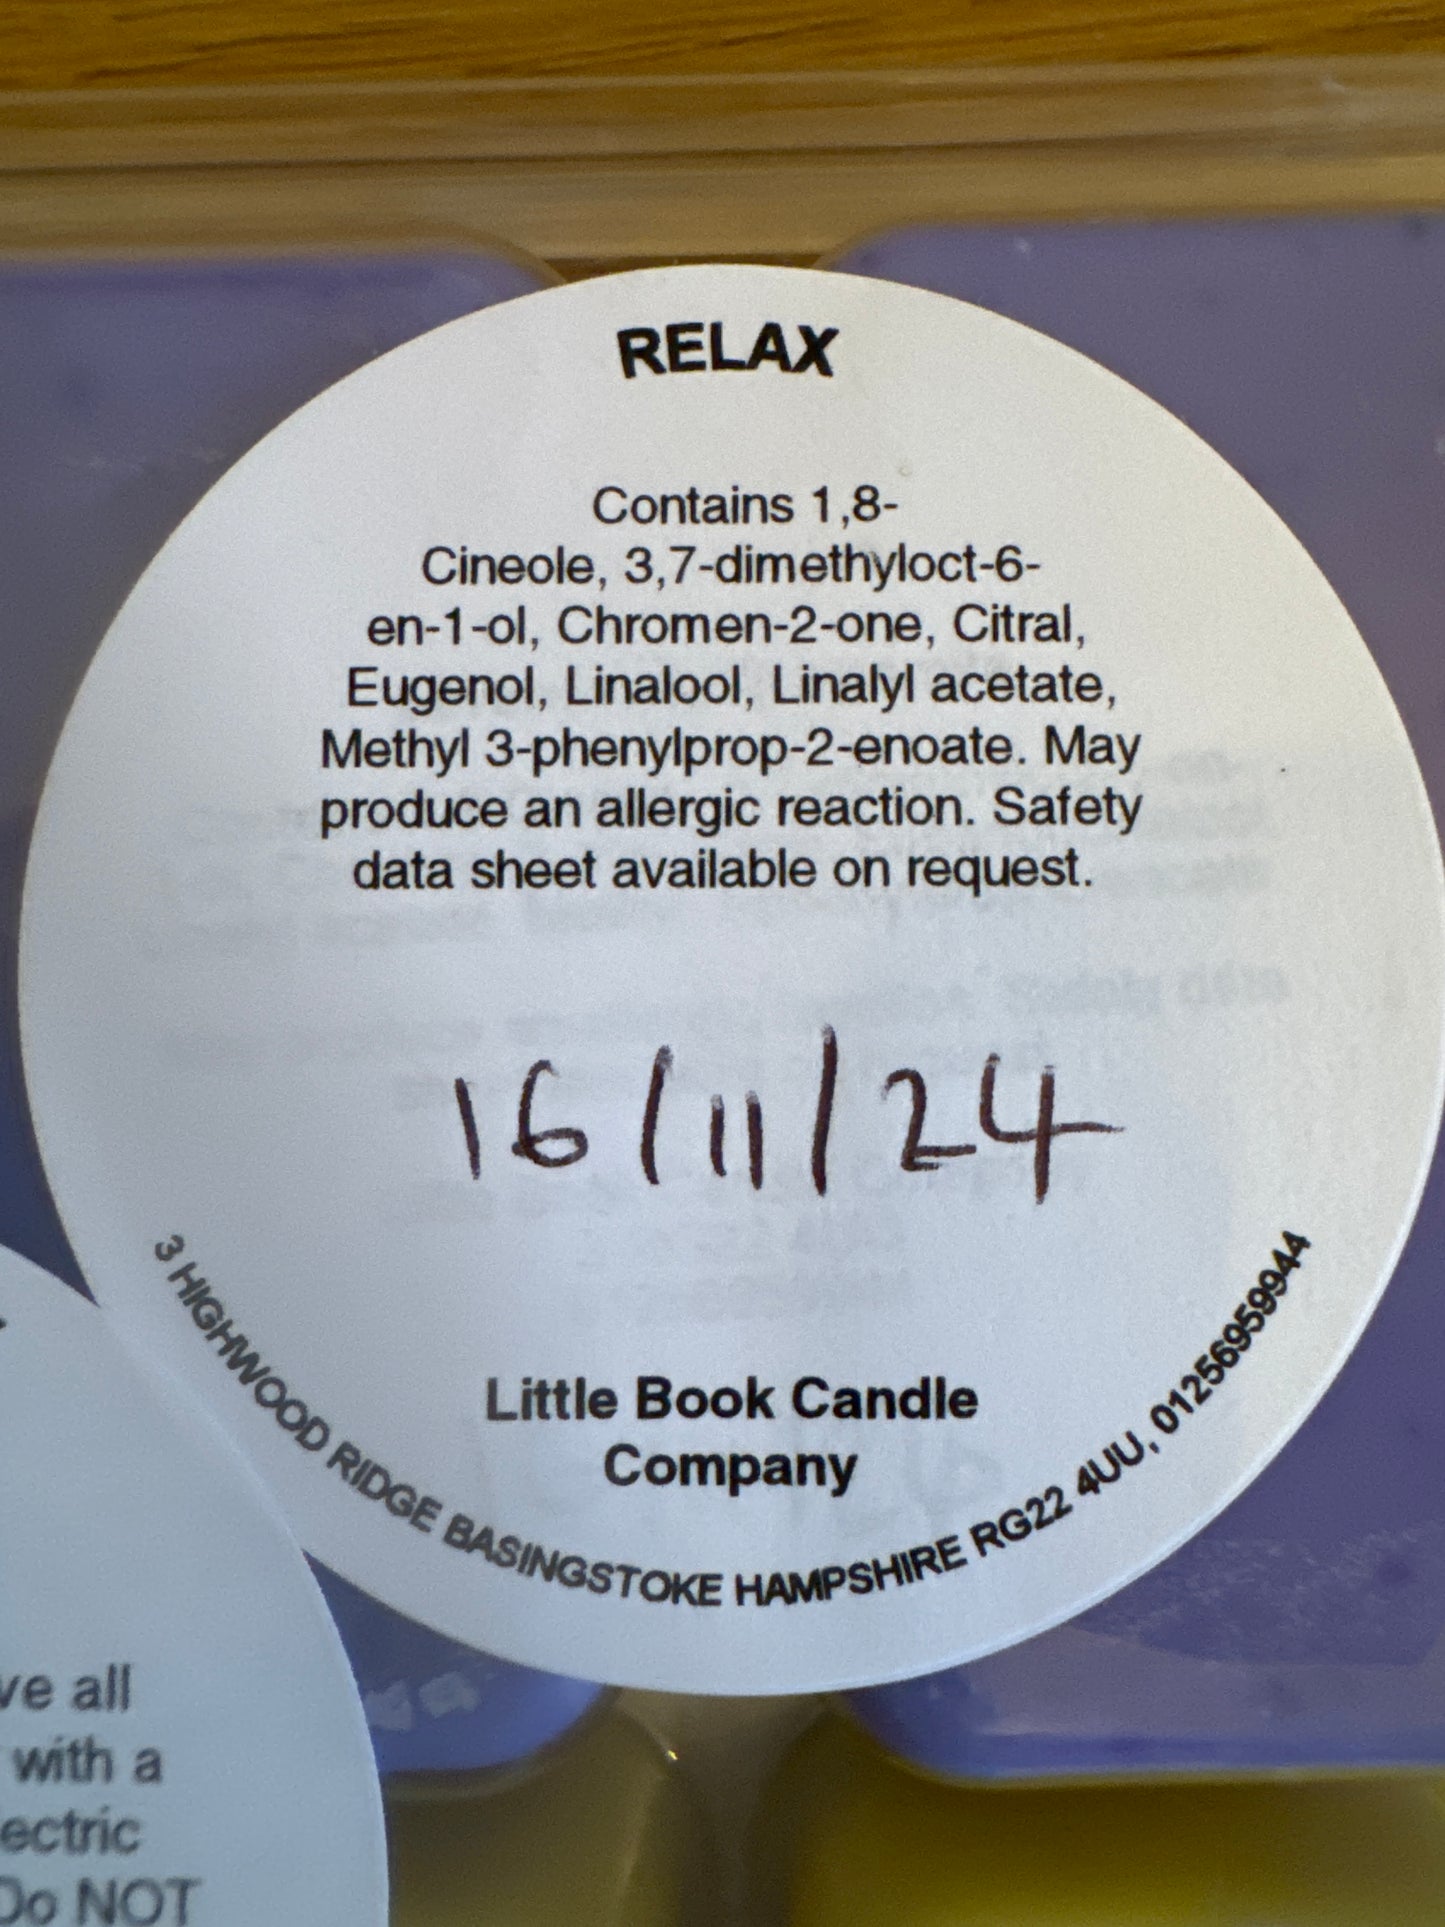 RELAX
Contains 1,8-
Cineole, 3,7-dimethyloct-6-
en-1-ol, Chromen-2-one, Citral,
Eugenol, Linalool, Linalyl acetate,
Methyl 3-phenylprop-2-enoate. May
produce an allergic reaction. Safety
data sheet available on request.
16/11/24
Little Book Candle
Company
3 HIGHWOOD RIDGE BASINGSTOKE HAMPSHIRE RG22 4UU, 01256959944
all
with a
Do NOT